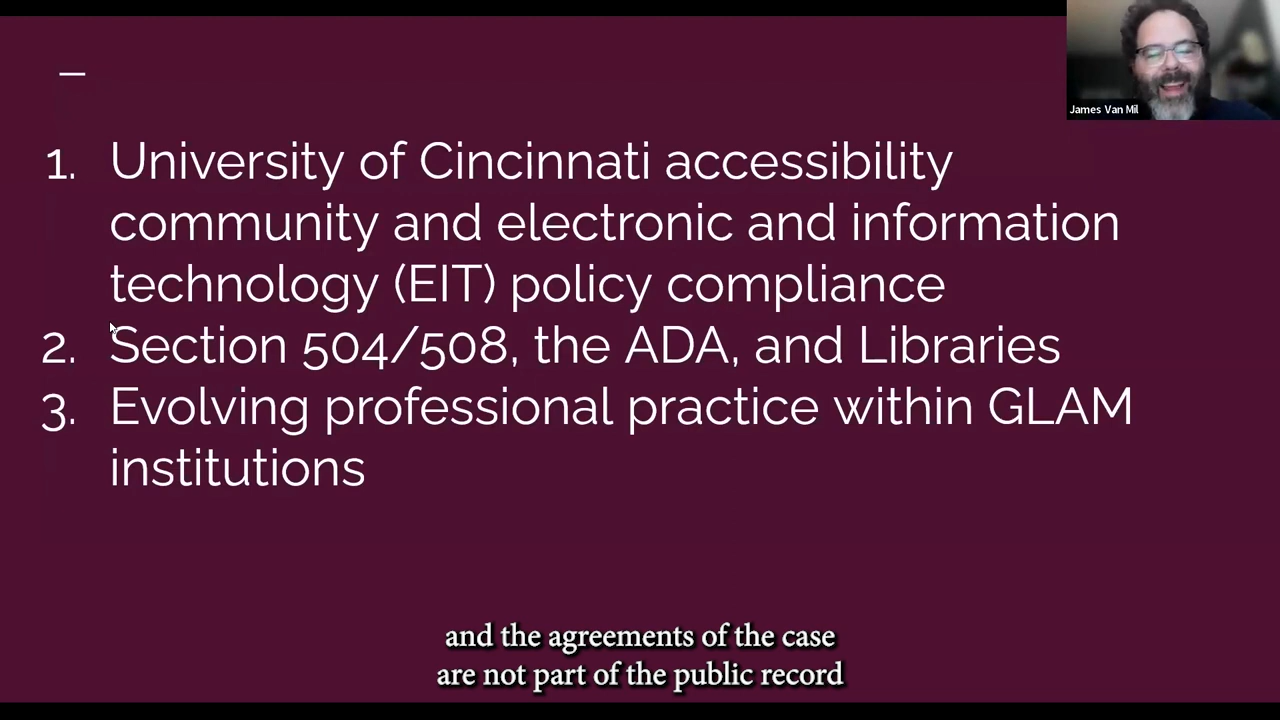 James Van Mil
1. University of Cincinnati accessibility
community and electronic and information
technology (EIT) policy compliance
2. Section 504/508, the ADA, and Libraries
3. Evolving professional practice within GLAM
institutions
and the agreements of the case
are not part of the public record